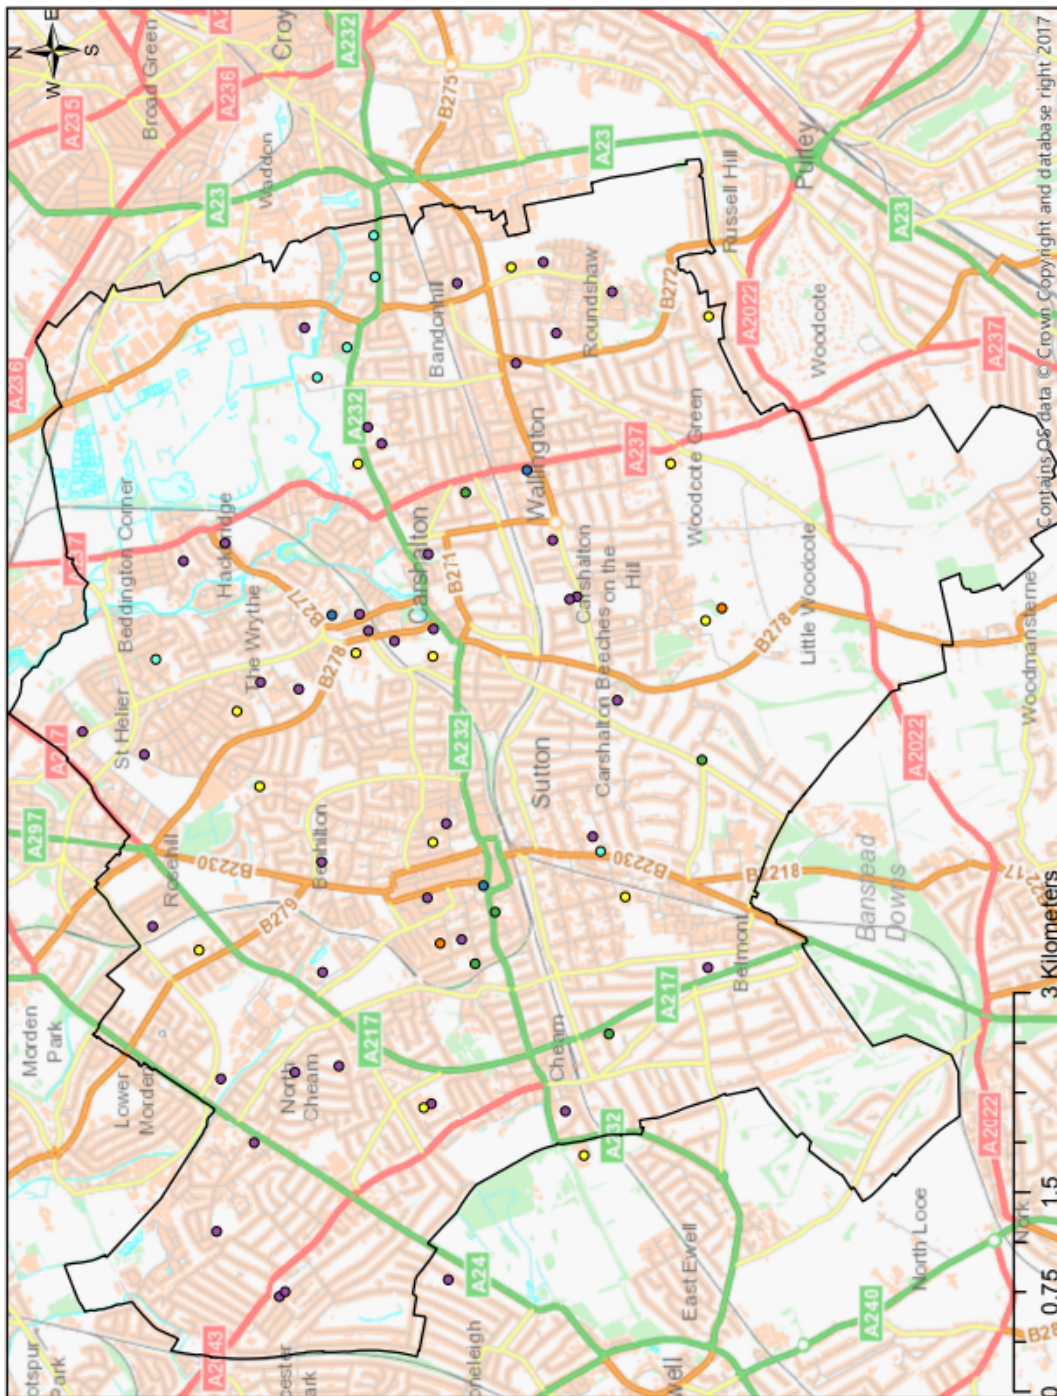 N
E
S
W
A232
A235
A236
Broad Green
Croy
B275
Waddon
A23
A23
Purley
Russell Hill
A23
A236
Bandonhill
Roundshaw
B272
A2022
Woodcote
A237
A232
Wallington
A237
Woodcote Green
Beddington Corner
Hackbridge
The Wrythe
B277
B278
Carshalton
B271
Carshalton
Beeches on the
Hill
Carshalton
B278
Little Woodcote
Woodmansterne
St Helier
A297
Rosehill
B2230
B279
Benhilton
A232
Sutton
B2230
B2218
A2022
Banstead
Downs
Belmont
Morden
Park
Lower
Morden
North
Cheam
A217
A217
Cheam
A232
A24
East Ewell
North Looe
Nork
A2022
A240
0
0.75
1.5
3 Kilometers
Contains OS data © Crown Copyright and database right 2017